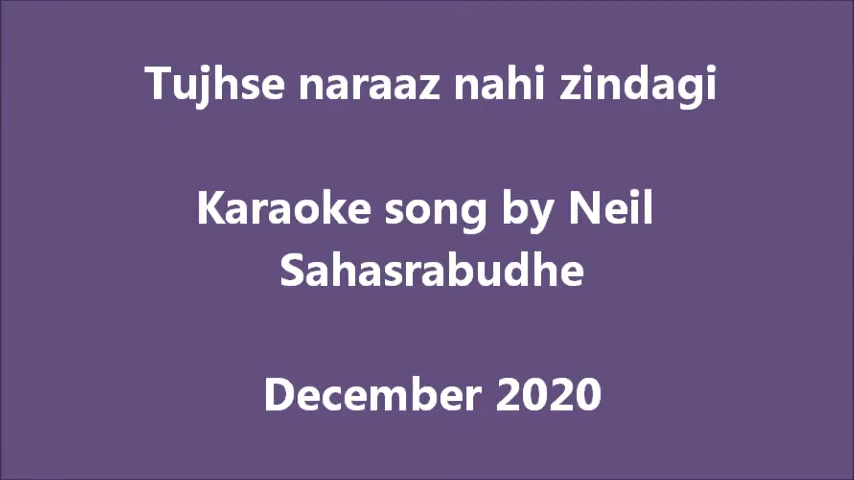 Tujhse naraaz nahi zindagi
Karaoke song by Neil
Sahasrabudhe
December 2020